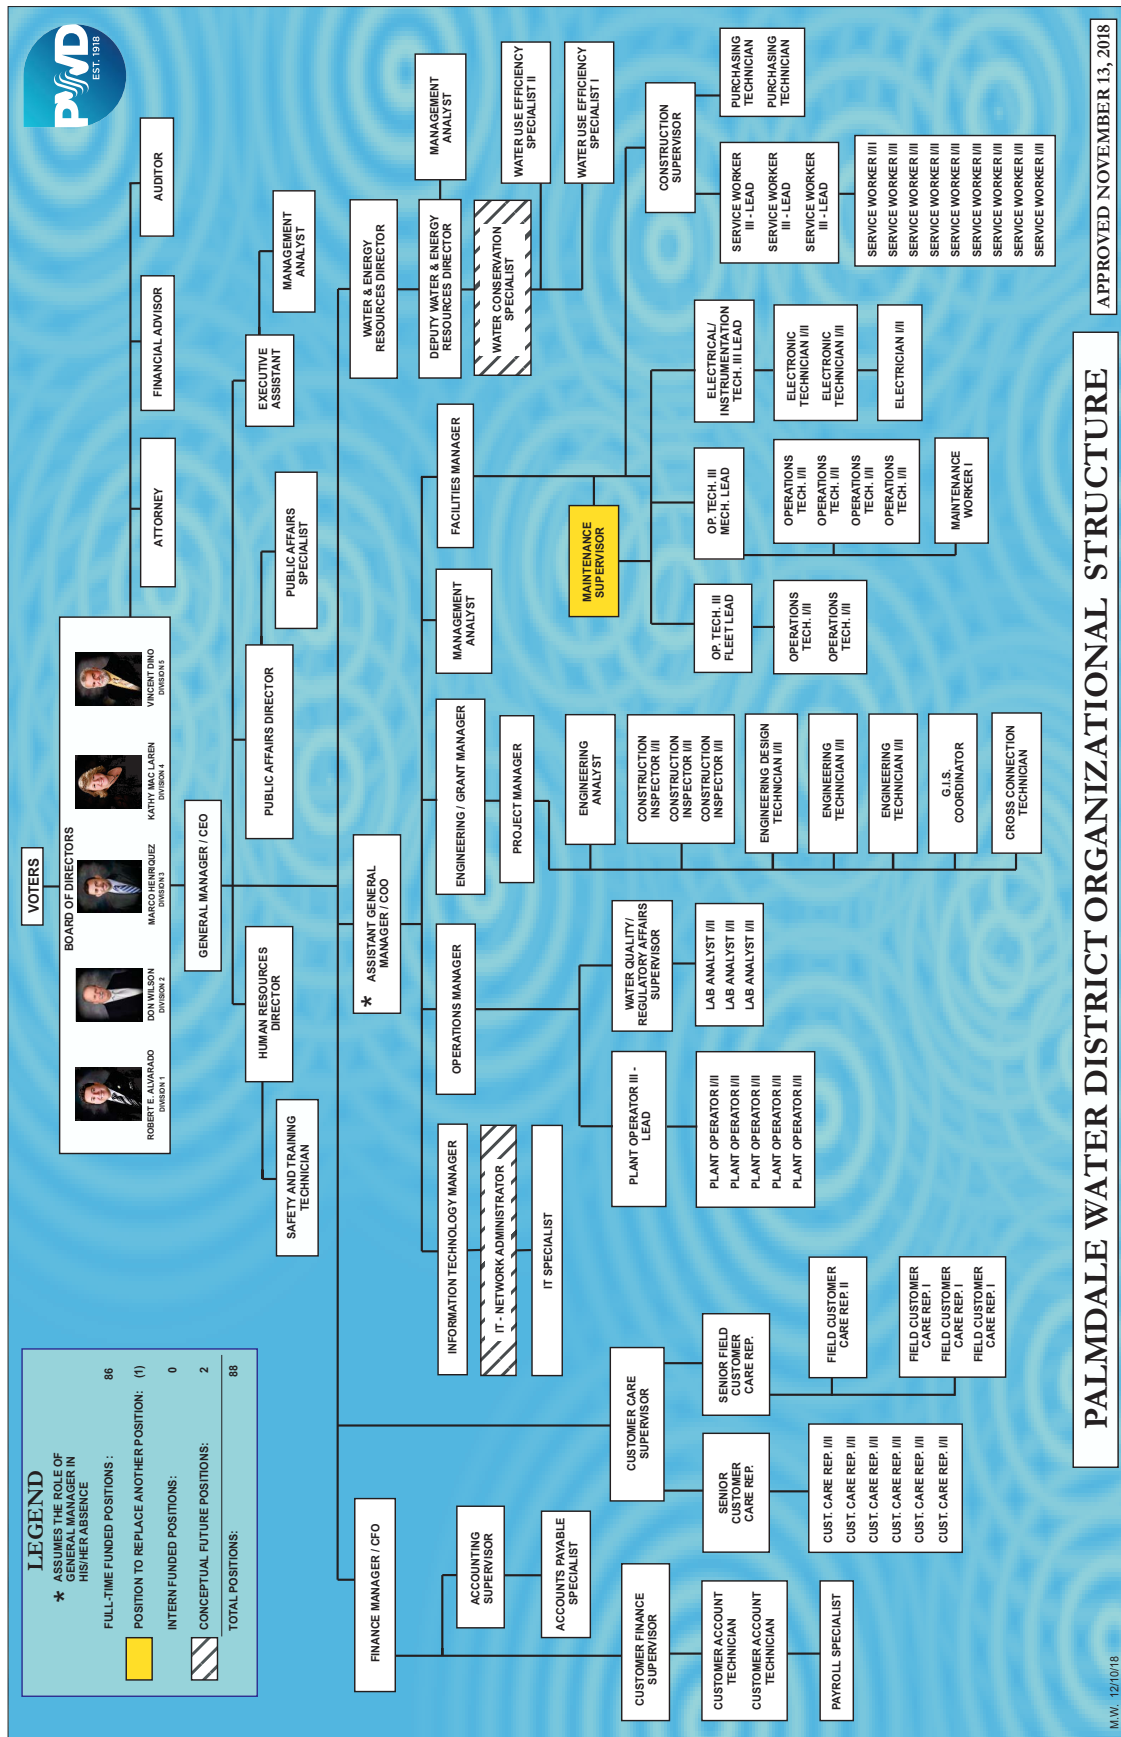 PWD
EST. 1918
LEGEND
* ASSUMES THE ROLE OF
GENERAL MANAGER IN
HIS/HER ABSENCE
FULL-TIME FUNDED POSITIONS : 86
POSITION TO REPLACE ANOTHER POSITION: (1)
INTERN FUNDED POSITIONS: 0
CONCEPTUAL FUTURE POSITIONS: 2
TOTAL POSITIONS: 88
VOTERS
BOARD OF DIRECTORS
ROBERT E. ALVARADO
DIVISION 1
DON WILSON
DIVISION 2
MARCO HENRIQUEZ
DIVISION 3
KATHY MAC LAREN
DIVISION 4
VINCENT DINO
DIVISION 5
ATTORNEY
FINANCIAL ADVISOR
AUDITOR
GENERAL MANAGER / CEO
HUMAN RESOURCES
DIRECTOR
SAFETY AND TRAINING
TECHNICIAN
PUBLIC AFFAIRS DIRECTOR
PUBLIC AFFAIRS
SPECIALIST
EXECUTIVE
ASSISTANT
MANAGEMENT
ANALYST
FINANCE MANAGER / CFO
ACCOUNTING
SUPERVISOR
ACCOUNTS PAYABLE
SPECIALIST
CUSTOMER FINANCE
SUPERVISOR
CUSTOMER ACCOUNT
TECHNICIAN
CUSTOMER ACCOUNT
TECHNICIAN
PAYROLL SPECIALIST
CUSTOMER CARE
SUPERVISOR
SENIOR
CUSTOMER
CARE REP.
CUST. CARE REP. I/II
CUST. CARE REP. I/II
CUST. CARE REP. I/II
CUST. CARE REP. I/II
CUST. CARE REP. I/II
CUST. CARE REP. I/II
SENIOR FIELD
CUSTOMER
CARE REP.
FIELD CUSTOMER
CARE REP. II
FIELD CUSTOMER
CARE REP. I
FIELD CUSTOMER
CARE REP. I
FIELD CUSTOMER
CARE REP. I
* ASSISTANT GENERAL
MANAGER / COO
INFORMATION TECHNOLOGY MANAGER
IT - NETWORK ADMINISTRATOR
IT SPECIALIST
OPERATIONS MANAGER
PLANT OPERATOR III -
LEAD
PLANT OPERATOR I/II
PLANT OPERATOR I/II
PLANT OPERATOR I/II
PLANT OPERATOR I/II
PLANT OPERATOR I/II
WATER QUALITY/
REGULATORY AFFAIRS
SUPERVISOR
LAB ANALYST I/II
LAB ANALYST I/II
LAB ANALYST I/II
ENGINEERING / GRANT MANAGER
PROJECT MANAGER
ENGINEERING
ANALYST
CONSTRUCTION
INSPECTOR I/II
CONSTRUCTION
INSPECTOR I/II
CONSTRUCTION
INSPECTOR I/II
ENGINEERING DESIGN
TECHNICIAN I/II
ENGINEERING
TECHNICIAN I/II
ENGINEERING
TECHNICIAN I/II
G.I.S.
COORDINATOR
CROSS CONNECTION
TECHNICIAN
MANAGEMENT
ANALYST
FACILITIES MANAGER
MAINTENANCE
SUPERVISOR
OP. TECH. III
FLEET LEAD
OPERATIONS
TECH. I/II
OPERATIONS
TECH. I/II
OP. TECH. III
MECH. LEAD
OPERATIONS
TECH. I/II
OPERATIONS
TECH. I/II
OPERATIONS
TECH. I/II
OPERATIONS
TECH. I/II
MAINTENANCE
WORKER I
ELECTRICAL/
INSTRUMENTATION
TECH. III LEAD
ELECTRONIC
TECHNICIAN I/II
ELECTRONIC
TECHNICIAN I/II
ELECTRICIAN I/II
CONSTRUCTION
SUPERVISOR
SERVICE WORKER
III - LEAD
SERVICE WORKER
III - LEAD
SERVICE WORKER
III - LEAD
SERVICE WORKER I/II
SERVICE WORKER I/II
SERVICE WORKER I/II
SERVICE WORKER I/II
SERVICE WORKER I/II
SERVICE WORKER I/II
SERVICE WORKER I/II
SERVICE WORKER I/II
PURCHASING
TECHNICIAN
PURCHASING
TECHNICIAN
WATER & ENERGY
RESOURCES DIRECTOR
DEPUTY WATER & ENERGY
RESOURCES DIRECTOR
MANAGEMENT
ANALYST
WATER CONSERVATION
SPECIALIST
WATER USE EFFICIENCY
SPECIALIST II
WATER USE EFFICIENCY
SPECIALIST I
M.W. 12/10/18
PALMDALE WATER DISTRICT ORGANIZATIONAL STRUCTURE
APPROVED NOVEMBER 13, 2018